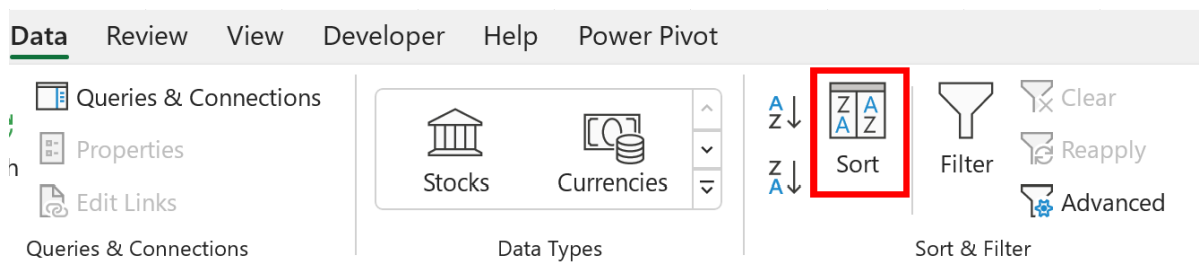 Data Review View Developer Help Power Pivot
Queries & Connections
Properties
Edit Links
h
Queries & Connections
Stocks
Currencies
Data Types
A
Z
Z
A
Z A
A Z
Sort
Filter
Clear
Reapply
Advanced
Sort & Filter